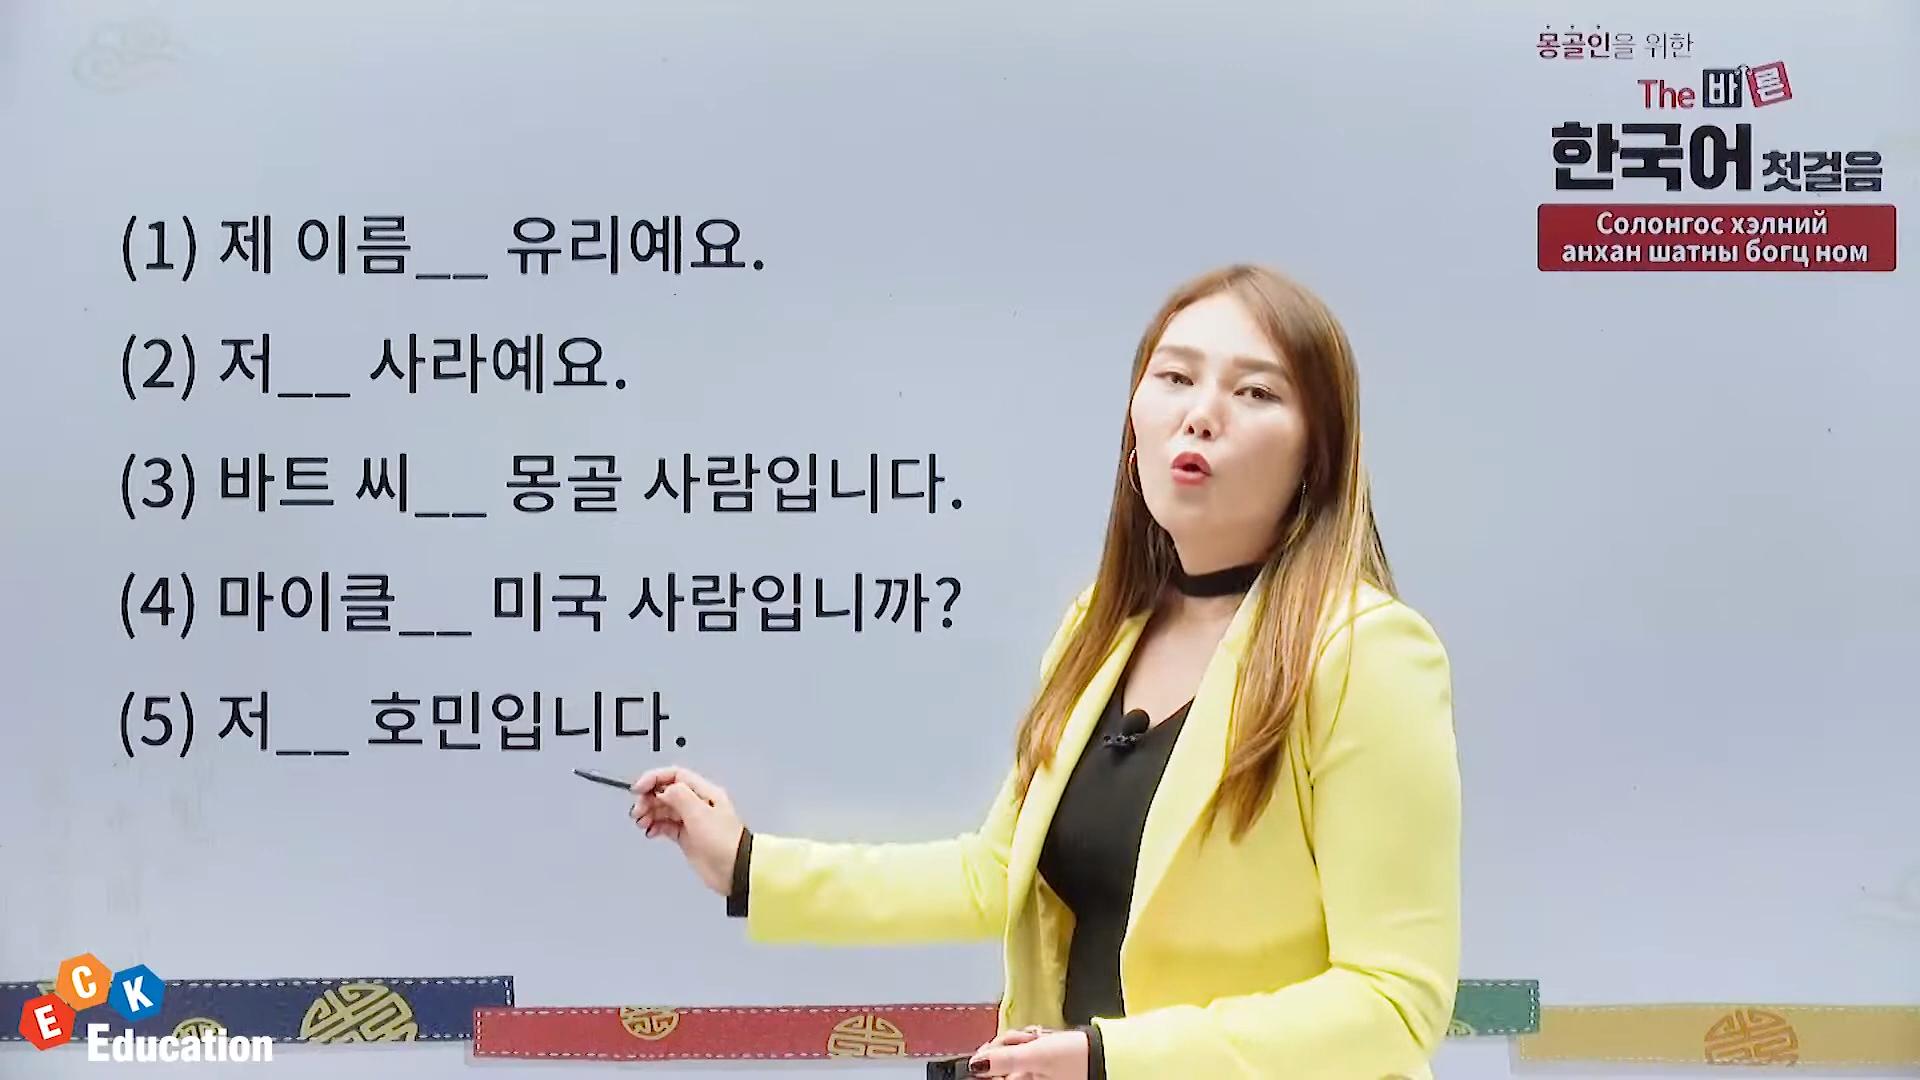 몽골인을 위한
The 바른
한국어 첫걸음
Солонгос хэлний
анхан шатны богц ном
(1) 제 이름__ 유리예요.
(2) 저__ 사라예요.
(3) 바트 씨__ 몽골 사람입니다.
(4) 마이클__ 미국 사람입니까?
(5) 저__ 호민입니다.
ECK
Education